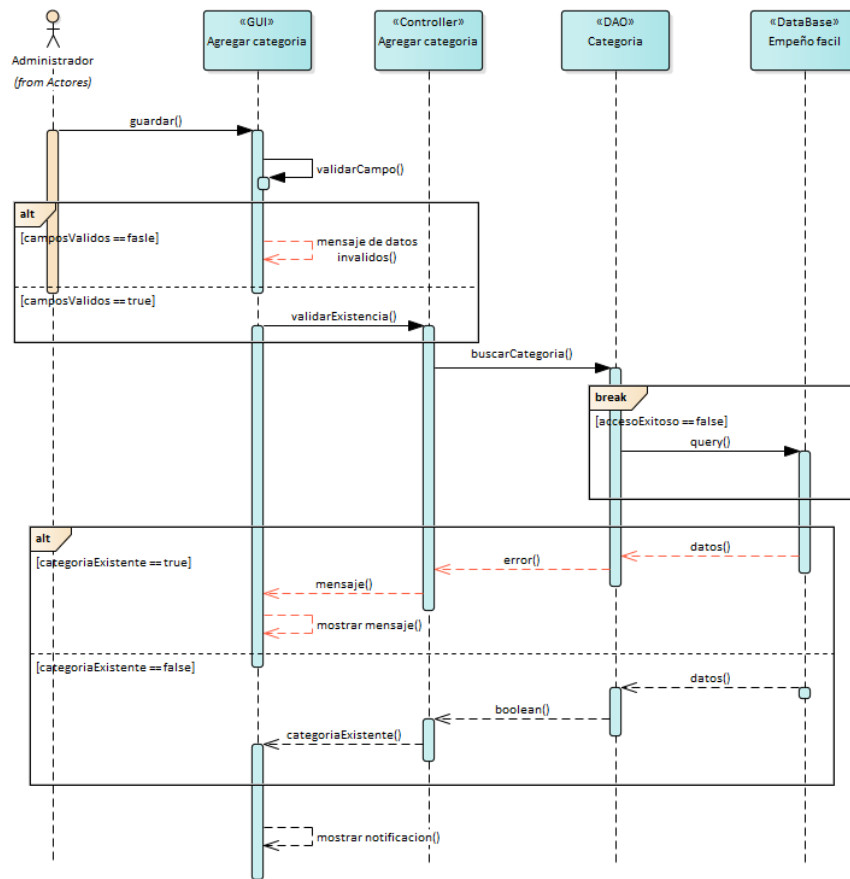 «GUI»
Agregar categoria
«Controller»
Agregar categoria
«DAO»
Categoria
«DataBase»
Empeño facil
Administrador
(from Actores)
guardar()
validarCampo()
alt
[camposValidos ==fasle]
mensaje de datos
invalidos()
[camposValidos ==true]
validarExistencia()
buscarCategoria()
break
[accesoExitoso ==false]
query()
alt
[categoriaExistente ==true]
datos()
error()
mensaje()
mostrar mensaje()
[categoriaExistente ==false]
datos()
boolean()
categoriaExistente()
mostrar notificacion()